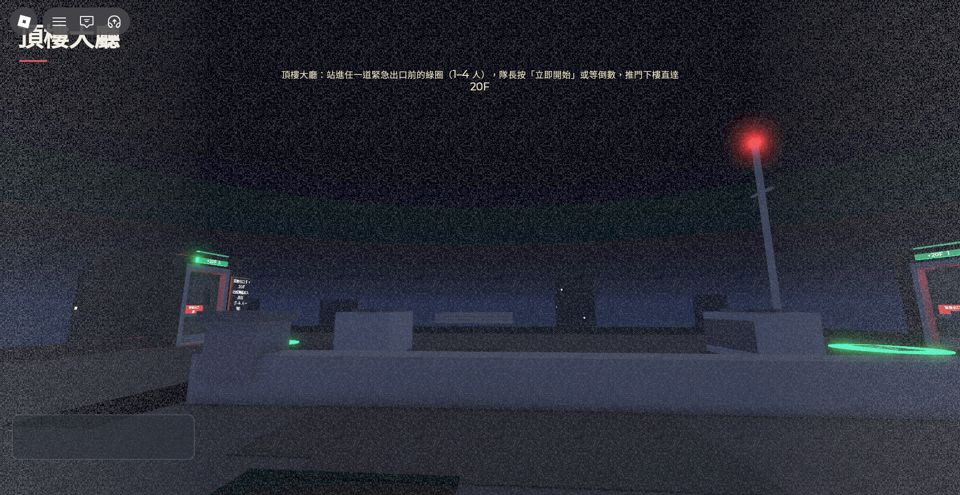 頂樓大廳
頂樓大廳：站進任一道緊急出口前的綠圈（1–4 人），隊長按「立即開始」或等倒數，推門下樓直達
20F